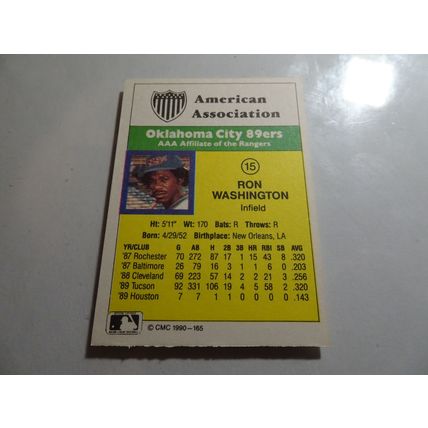 American
Association
Oklahoma City 89ers
AAA Affiliate of the Rangers
15
RON
WASHINGTON
Infield
Ht: 5'11" Wt: 170 Bats: R Throws: R
Born: 4/29/52 Birthplace: New Orleans, LA
YR/CLUB G AB H 2B 3B HR RBI SB AVG
'87 Rochester 70 272 87 17 1 15 43 8 .320
'87 Baltimore 26 79 16 3 1 1 6 0 .203
'88 Cleveland 69 223 57 14 2 2 21 3 .256
'89 Tucson 92 331 106 19 4 5 58 2 .320
'89 Houston 7 7 1 1 0 0 0 0 .143
© CMC 1990—165